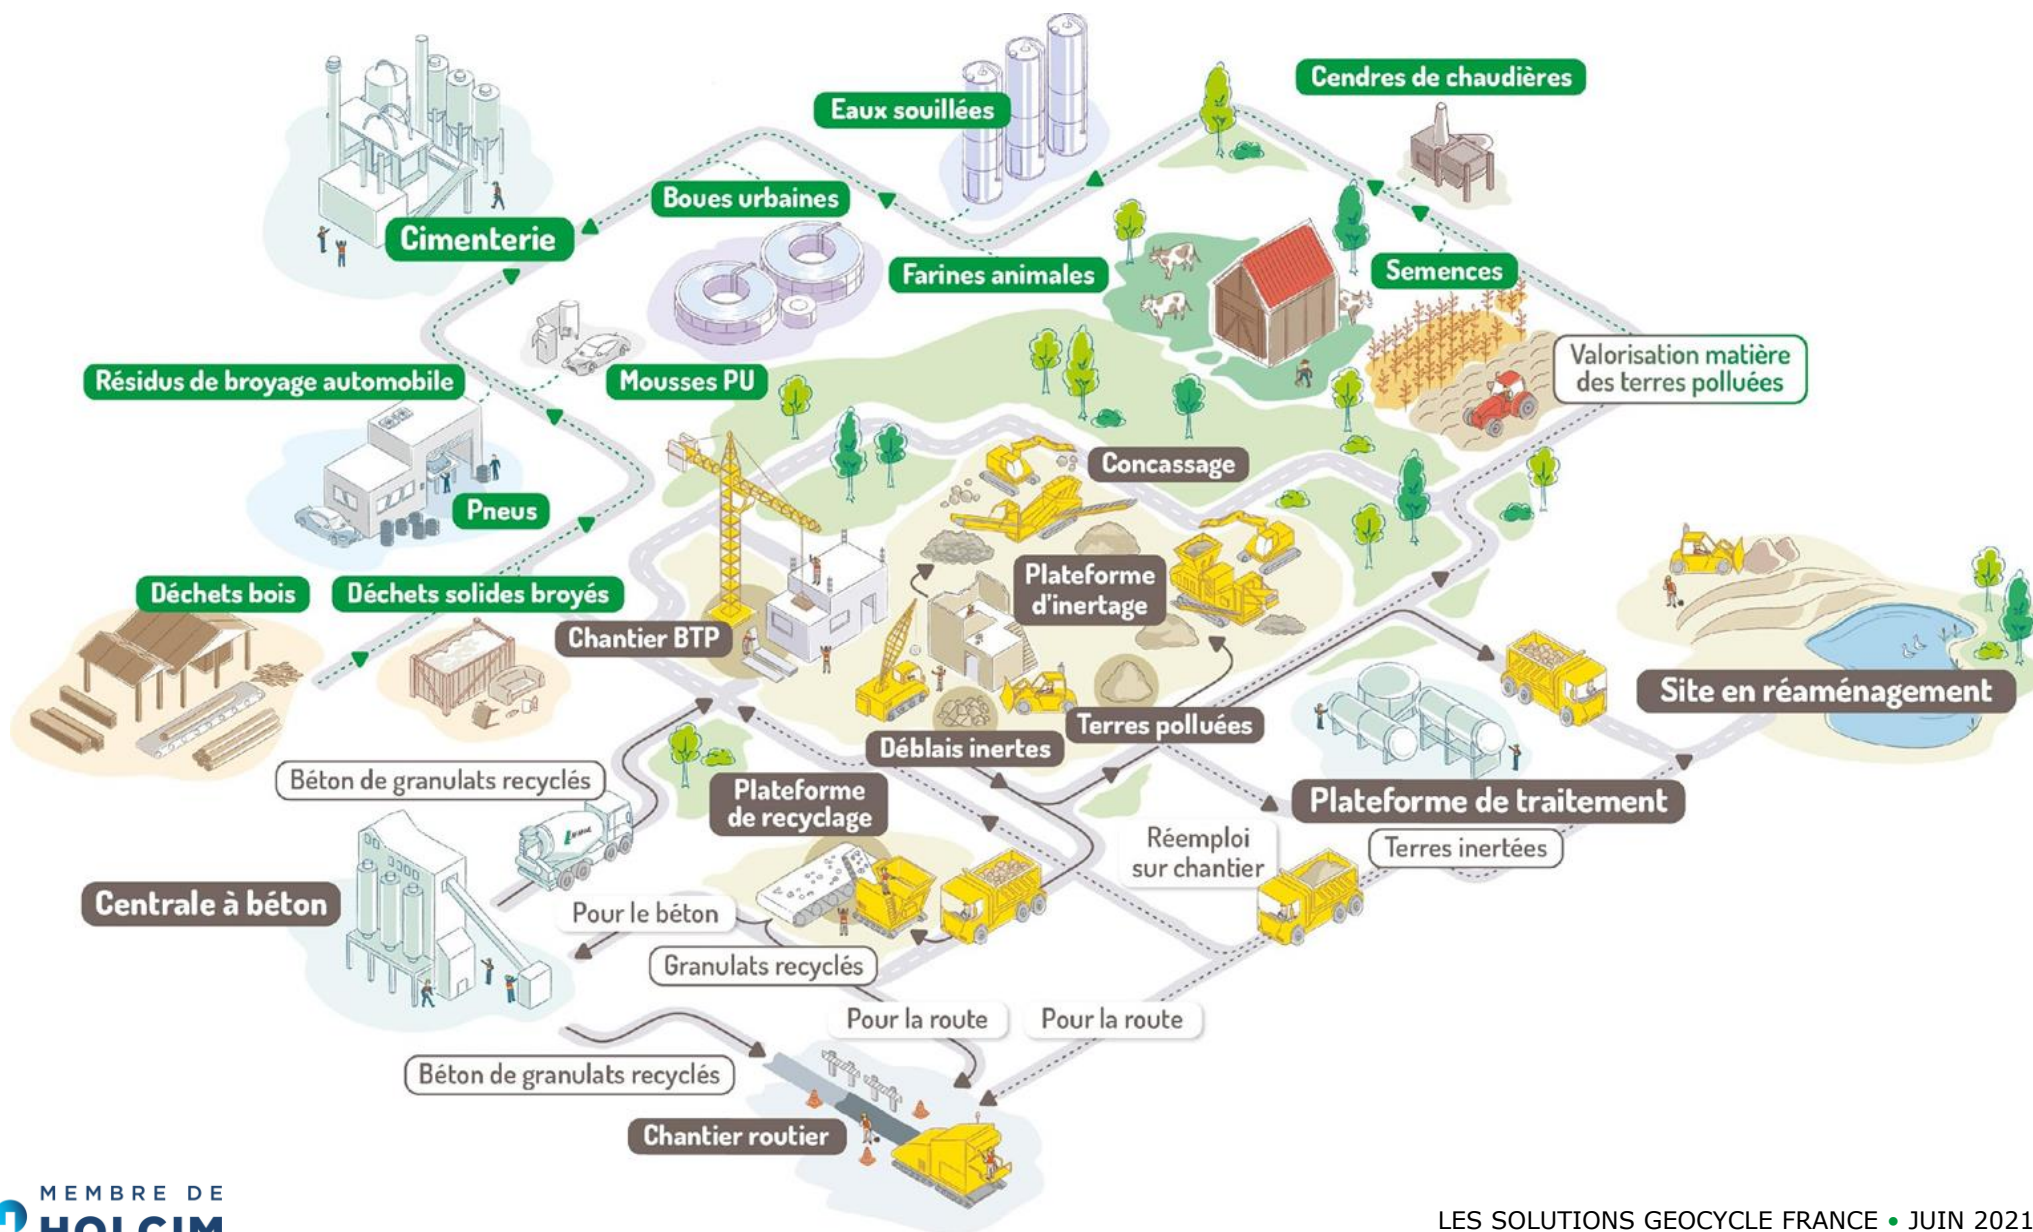 Cendres de chaudières
Eaux souillées
Boues urbaines
Cimenterie
Farines animales
Semences
Valorisation matière
des terres polluées
Résidus de broyage automobile
Mousses PU
Concassage
Pneus
Plateforme
d'inertage
Déchets bois
Déchets solides broyés
Chantier BTP
Site en réaménagement
Terres polluées
Déblais inertes
Béton de granulats recyclés
Plateforme
de recyclage
Plateforme de traitement
Réemploi
sur chantier
Terres inertées
Centrale à béton
Pour le béton
Granulats recyclés
Pour la route
Pour la route
Béton de granulats recyclés
Chantier routier
MEMBRE DE
HOLCIM
LES SOLUTIONS GEOCYCLE FRANCE • JUIN 2021